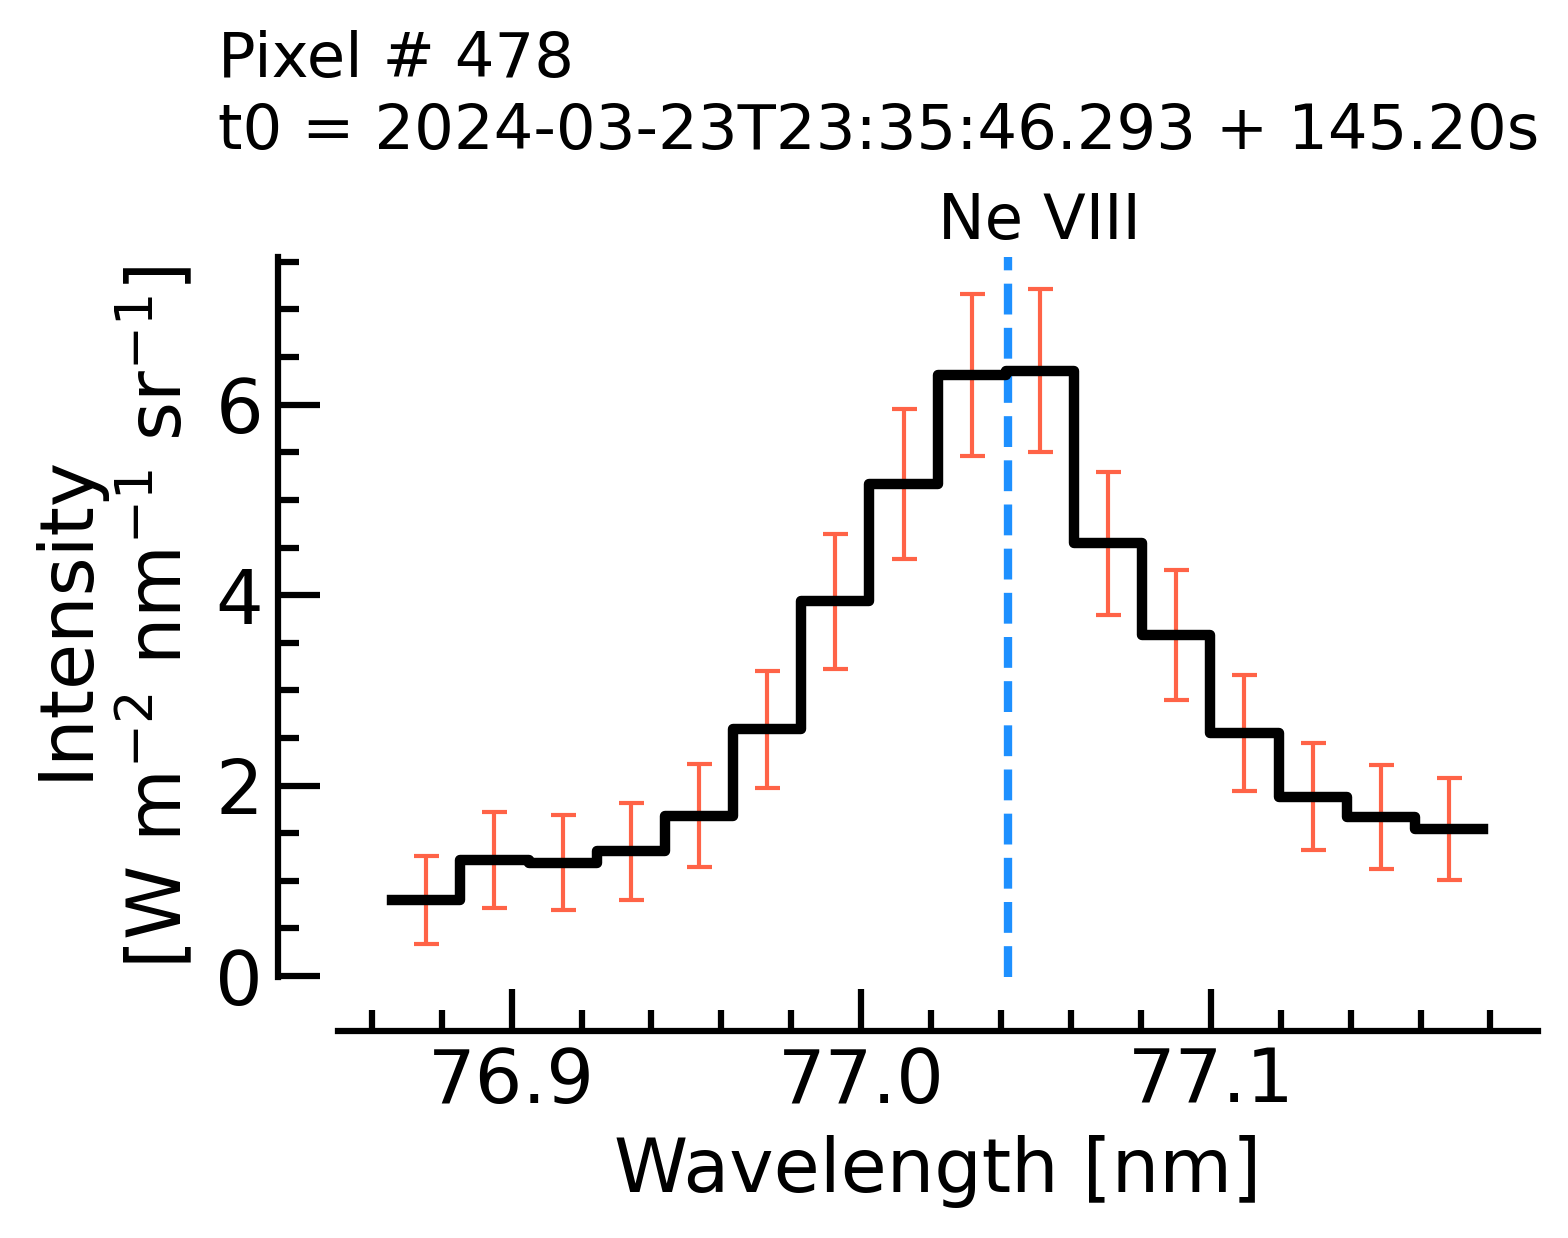 Pixel # 478
t0 = 2024-03-23T23:35:46.293 + 145.20s
Ne VIII
Intensity
[W m⁻² nm⁻¹ sr⁻¹]
6
4
2
0
76.9 77.0 77.1
Wavelength [nm]